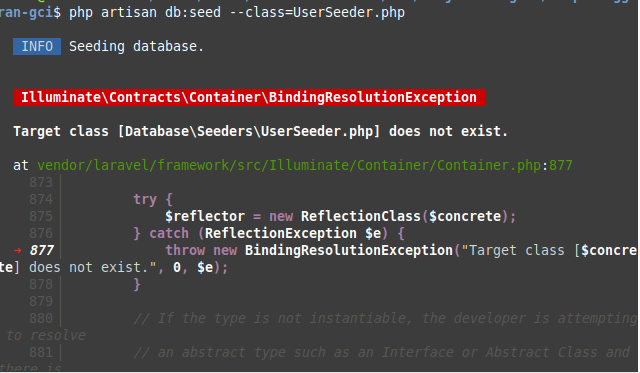 ran-gci$ php artisan db:seed --class=UserSeeder.php
INFO Seeding database.
Illuminate\Contracts\Container\BindingResolutionException
Target class [Database\Seeders\UserSeeder.php] does not exist.
at vendor/laravel/framework/src/Illuminate/Container/Container.php:877
873
874 try {
875 $reflector = new ReflectionClass($concrete);
876 } catch (ReflectionException $e) {
→ 877 throw new BindingResolutionException("Target class [$concre
te] does not exist.", 0, $e);
878 }
879
880 // If the type is not instantiable, the developer is attempting
to resolve
881 // an abstract type such as an Interface or Abstract Class and
there is